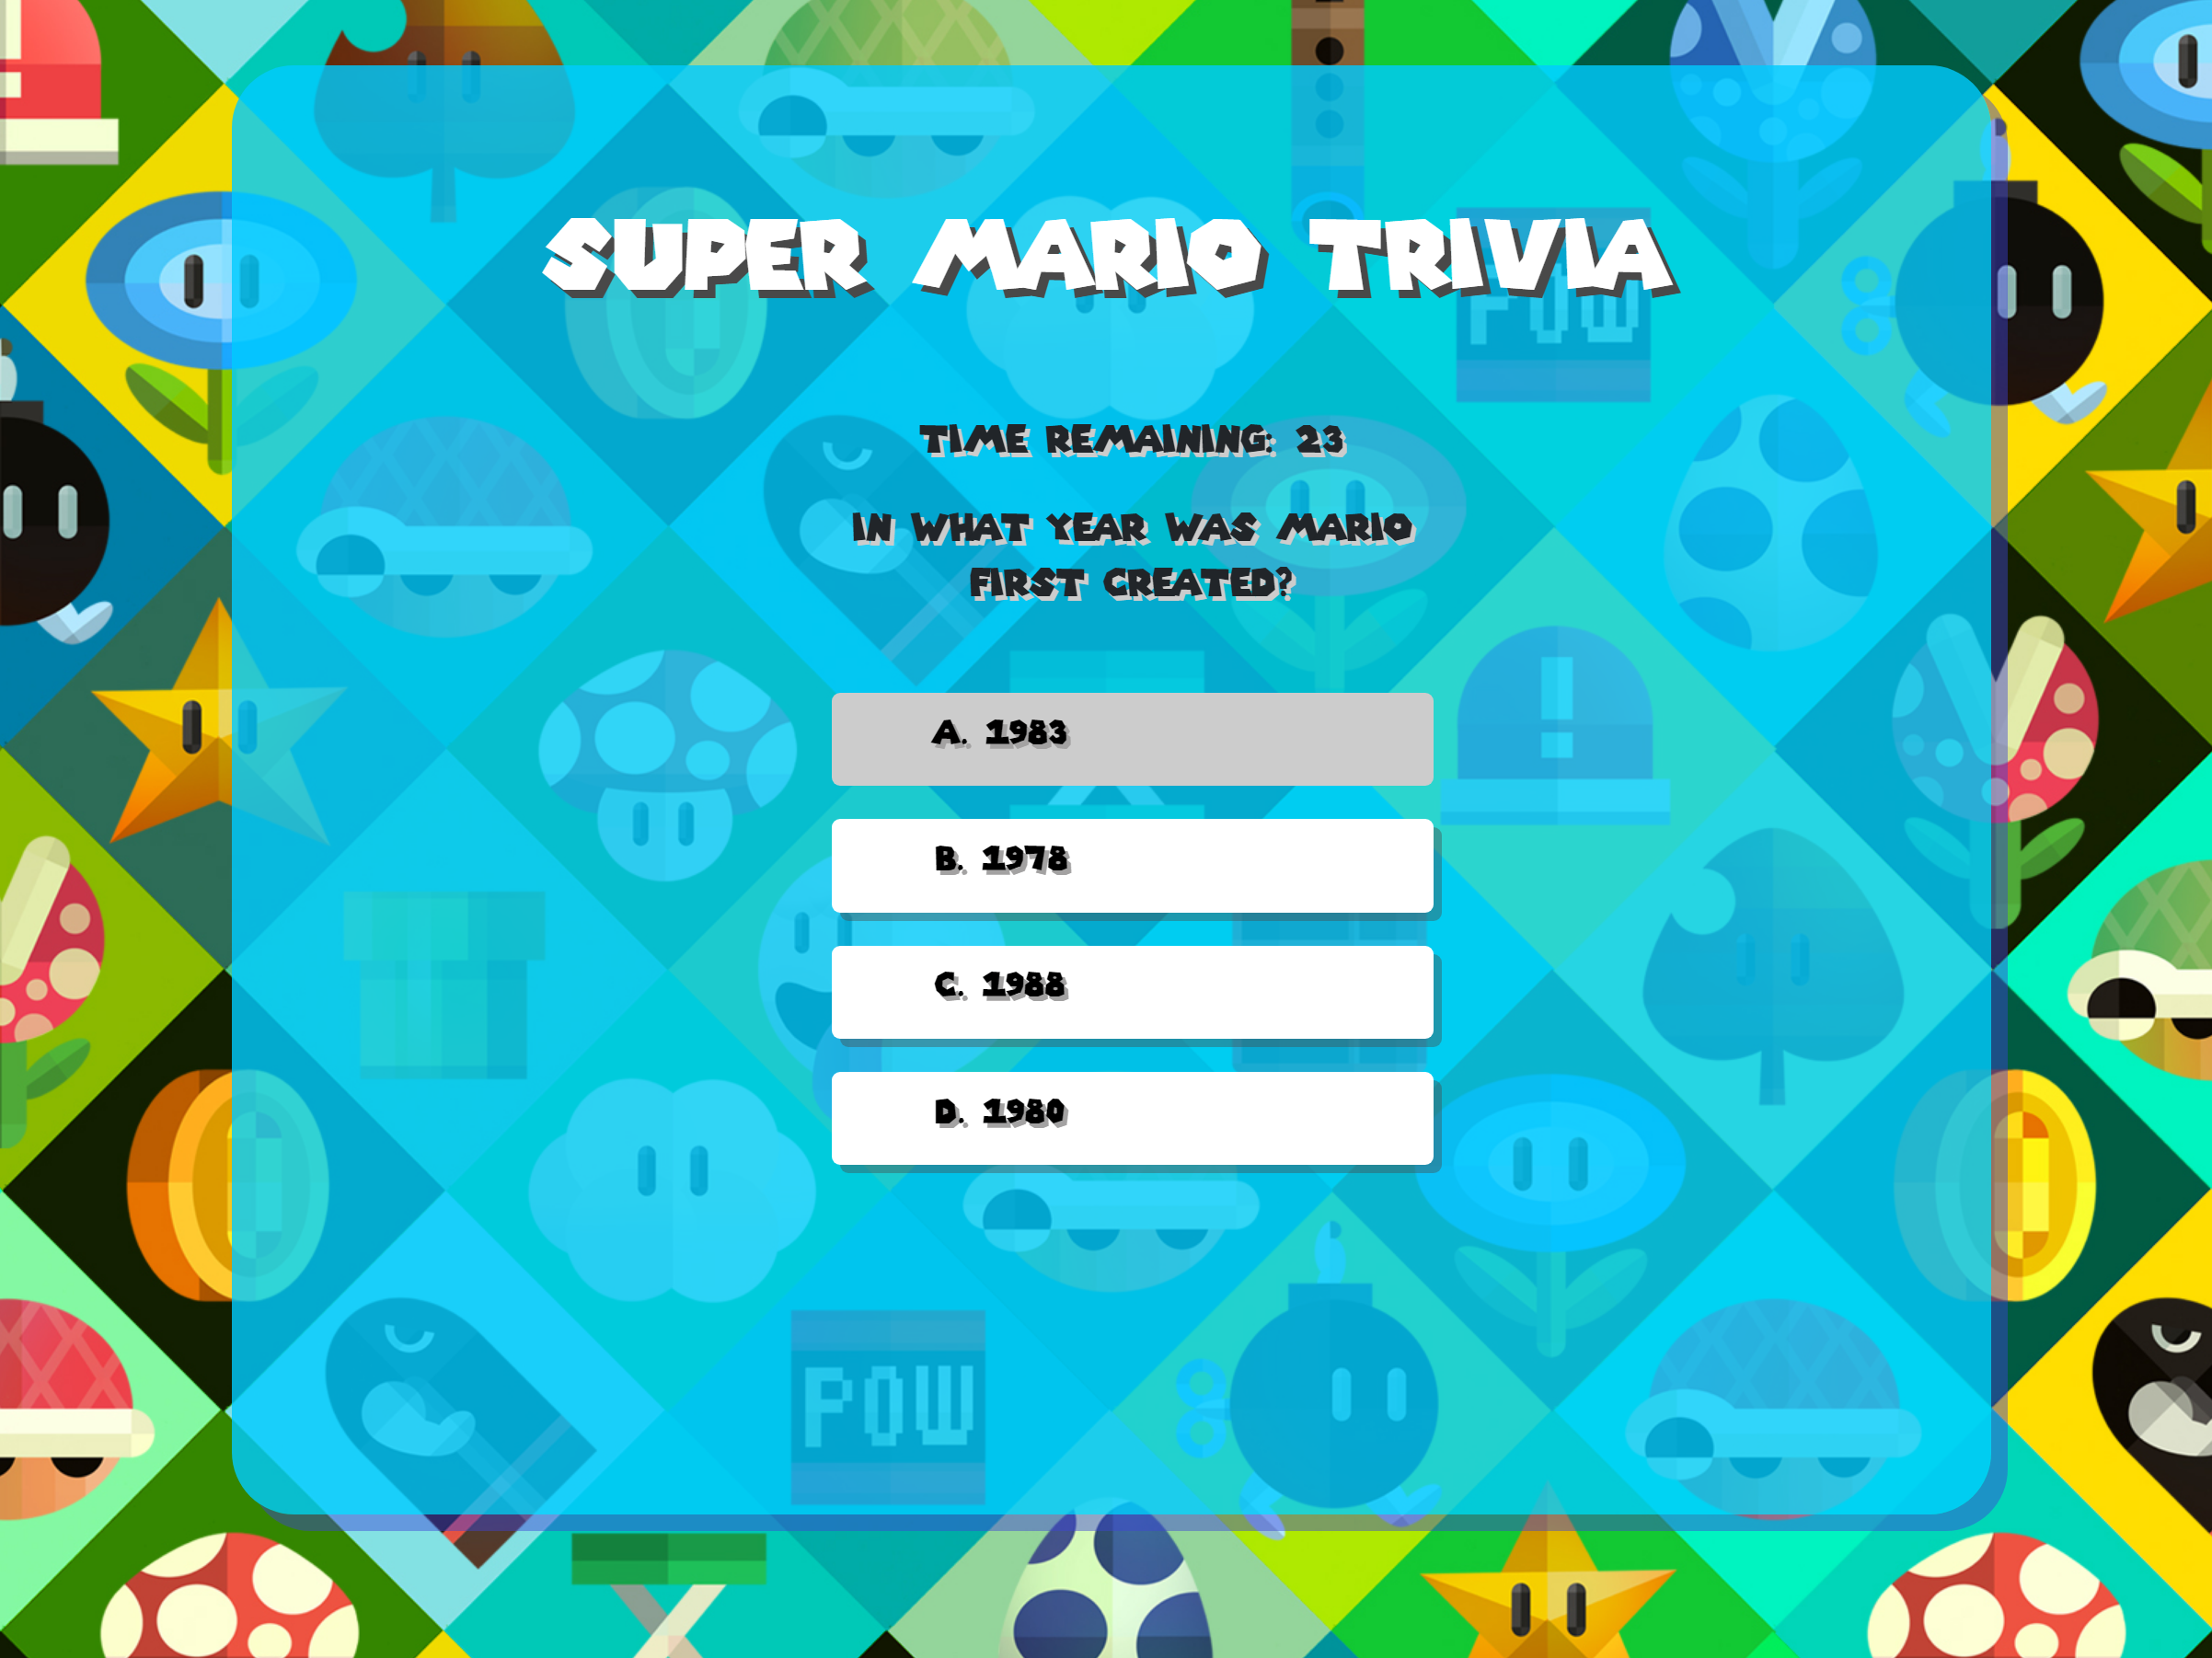 SUPER MARIO TRIVIA
POW
TIME REMAINING: 23
IN WHAT YEAR WAS MARIO
FIRST CREATED?
A. 1983
B. 1978
C. 1988
D. 1980
POW